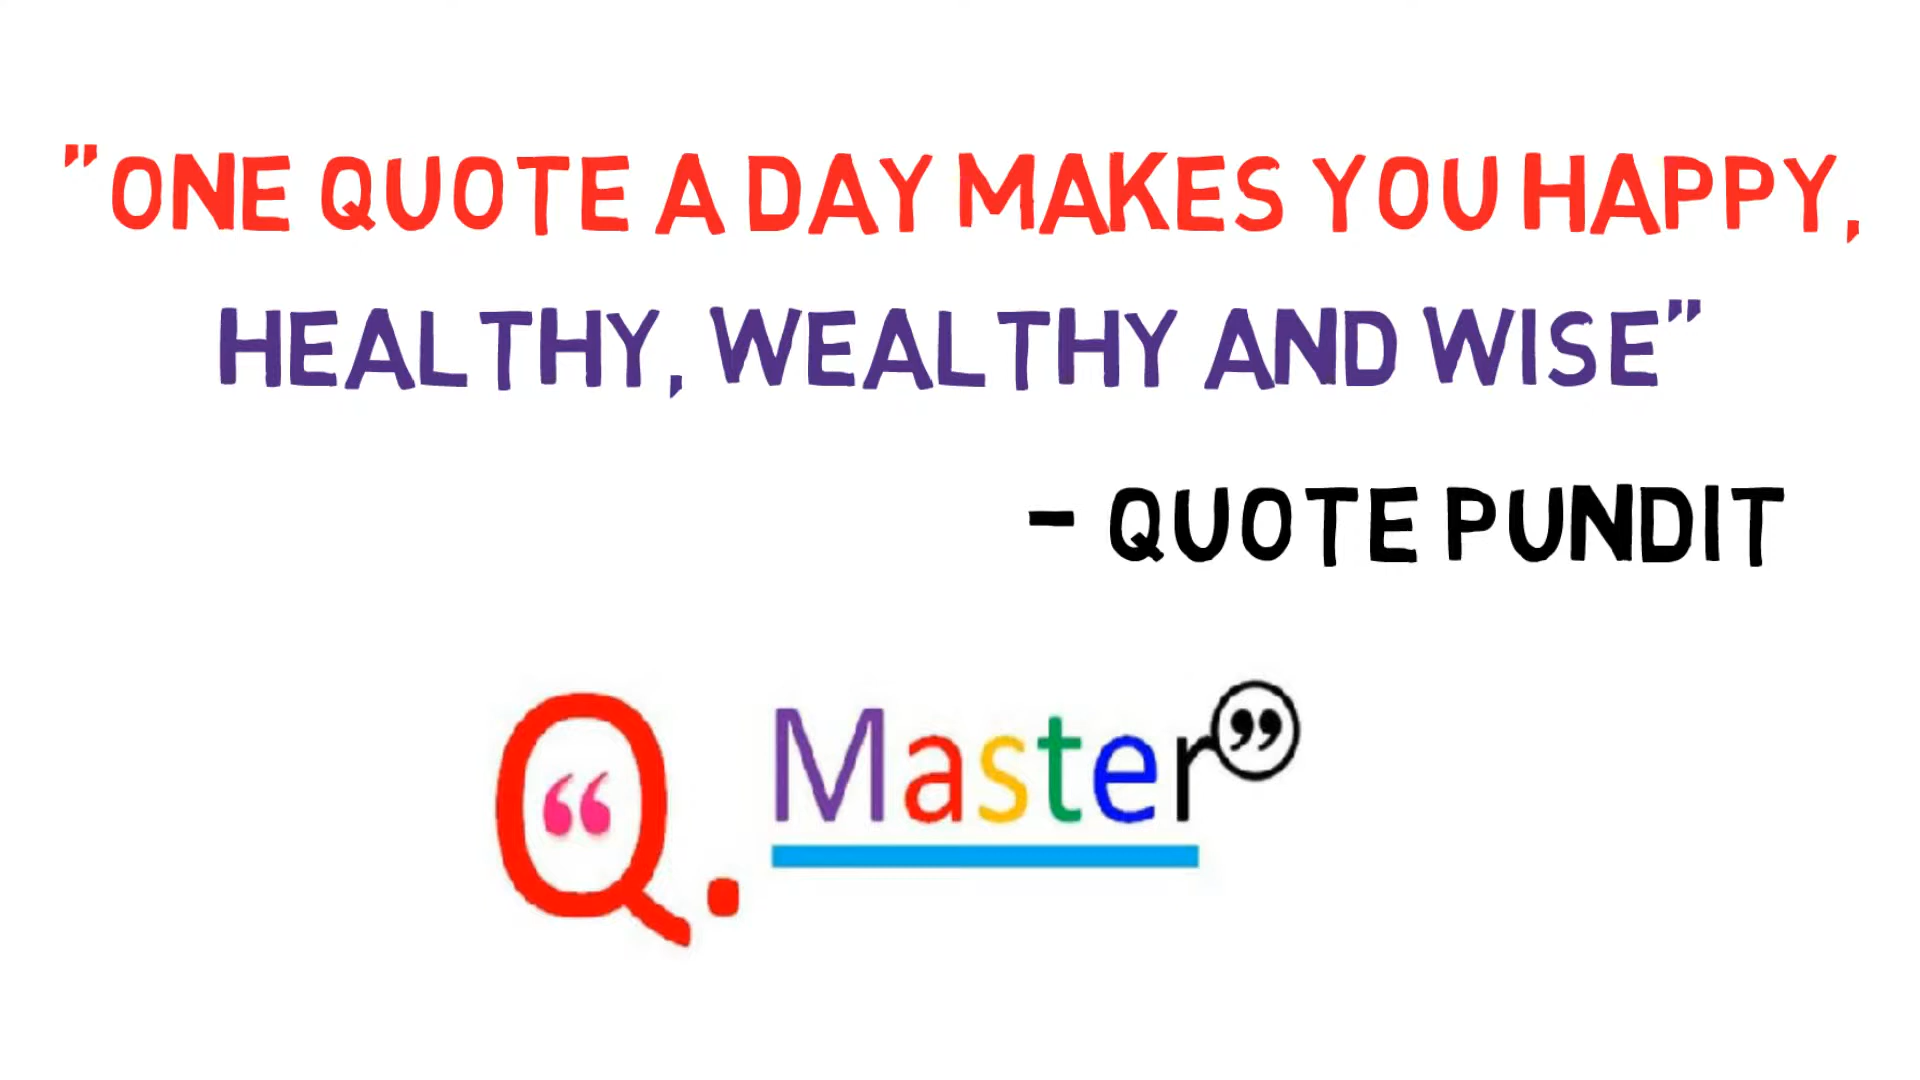 "ONE QUOTE A DAY MAKES YOU HAPPY,
HEALTHY, WEALTHY AND WISE"
- QUOTE PUNDIT
“
Q. Master”